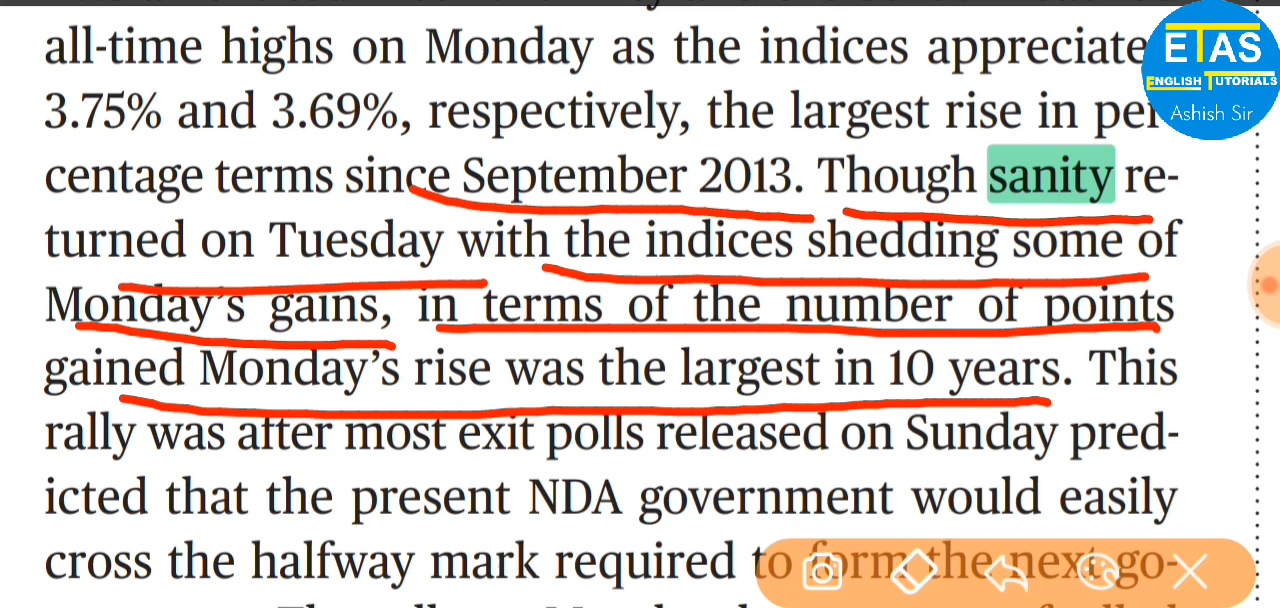 all-time highs on Monday as the indices appreciate
3.75% and 3.69%, respectively, the largest rise in per
centage terms since September 2013. Though sanity re-
turned on Tuesday with the indices shedding some of
Monday's gains, in terms of the number of points
gained Monday’s rise was the largest in 10 years. This
rally was after most exit polls released on Sunday pred-
icted that the present NDA government would easily
cross the halfway mark required to form the next go-
ETAS
ENGLISH TUTORIALS
Ashish Sir